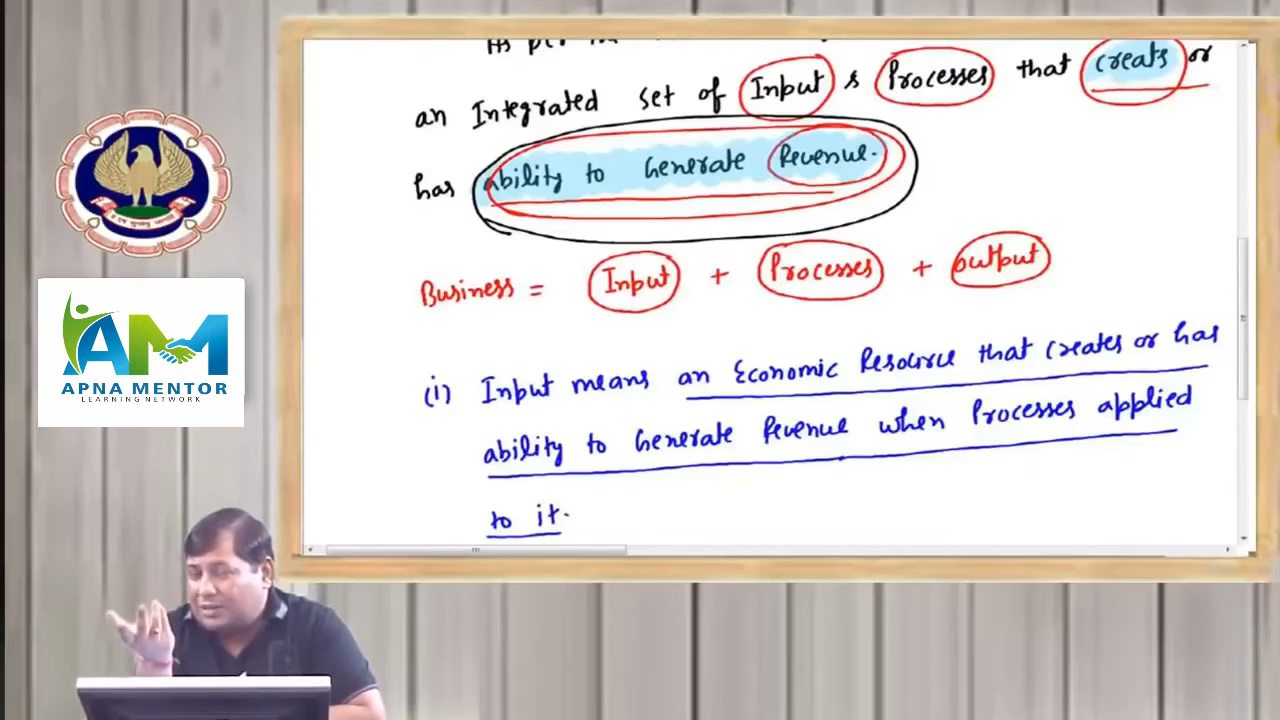 an Integrated set of Input & Processes that creats or
has ability to Generate Revenue.
Business = Input + Processes + output
(i) Input means an Economic Resource that creates or has
ability to Generate Revenue when Processes applied
to it.
AM
APNA MENTOR
LEARNING NETWORK